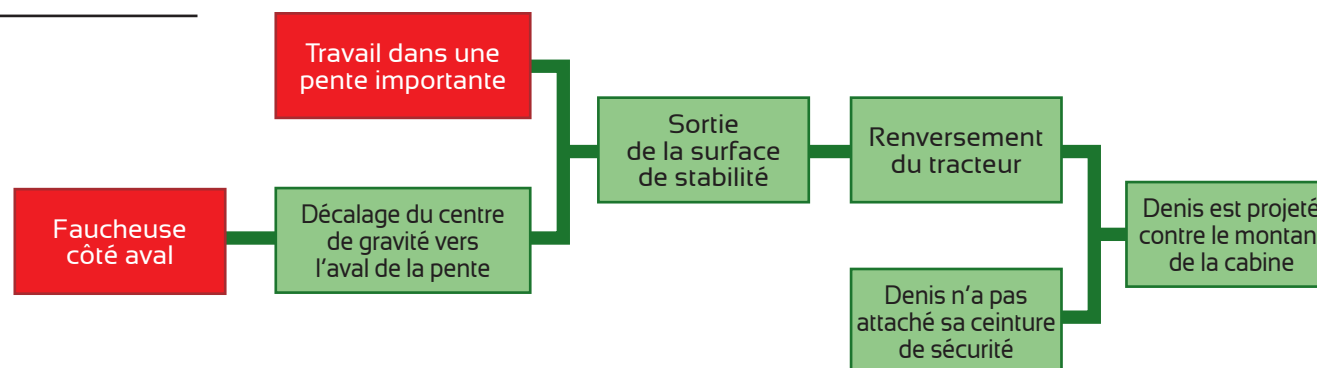 Travail dans une
pente importante
Faucheuse
côté aval
Décalage du centre
de gravité vers
l'aval de la pente
Sortie
de la surface
de stabilité
Renversement
du tracteur
Denis n'a pas
attaché sa ceinture
de sécurité
Denis est projeté
contre le montan
de la cabine